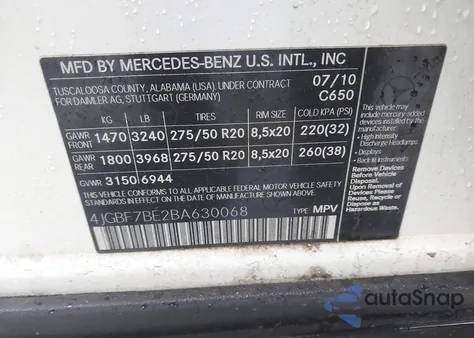 MFD BY MERCEDES-BENZ U.S. INTL., INC
TUSCALOOSA COUNTY, ALABAMA (USA), UNDER CONTRACT
FOR DAIMLER AG, STUTTGART (GERMANY)
07/10
C650
KG LB TIRES RIM SIZE COLD KPA (PSI)
GAWR FRONT 1470 3240 275/50 R20 8,5x20 220(32)
GAWR REAR 1800 3968 275/50 R20 8,5x20 260(38)
GVWR 3150 6944
THIS VEHICLE CONFORMS TO ALL APPLICABLE FEDERAL MOTOR VEHICLE SAFETY
STANDARDS IN EFFECT ON THE DATE OF MANUFACTURE SHOWN ABOVE.
4JGBF7BE2BA630068 TYPE: MPV
mercury added devices
installed by
manufacturer:
- High Intensity
Discharge Headlamps
- Displays
- Back lit instruments
Remove Devices
Before Vehicle Disposal.
Upon Removal of Devices
Please Reuse, Recycle or
Dispose as
Hazardous Waste.
autoSnap